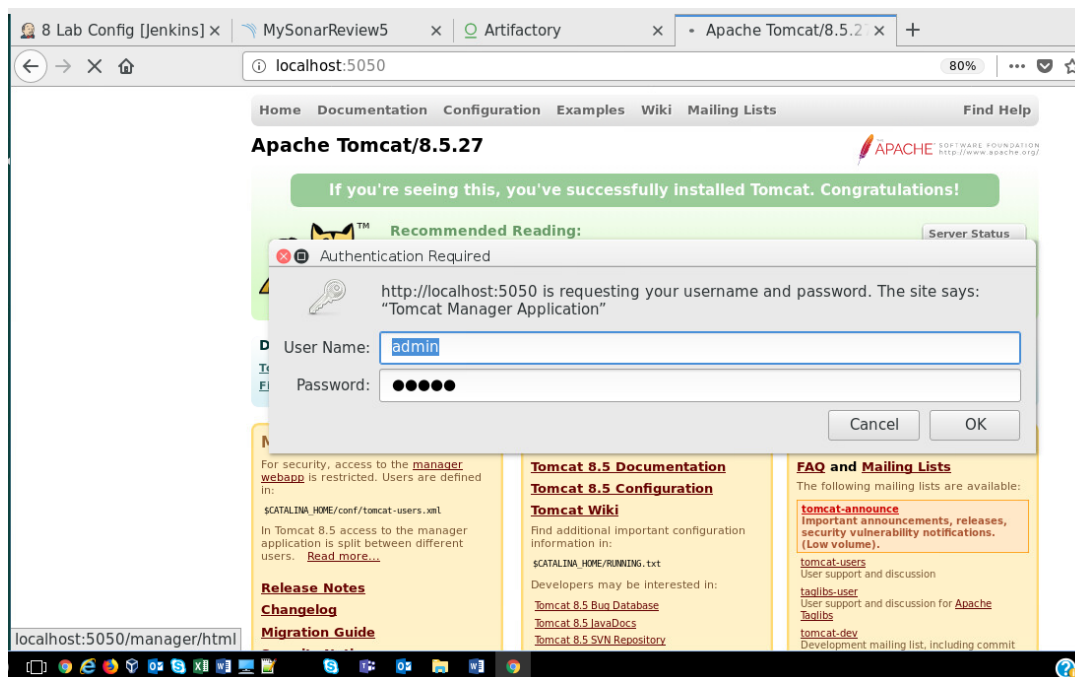 8 Lab Config [Jenkins]
MySonarReview5
Artifactory
Apache Tomcat/8.5.2
localhost:5050
80%
Home Documentation Configuration Examples Wiki Mailing Lists Find Help
Apache Tomcat/8.5.27
APACHE SOFTWARE FOUNDATION
http://www.apache.org/
If you're seeing this, you've successfully installed Tomcat. Congratulations!
TM
Recommended Reading:
Server Status
Authentication Required
http://localhost:5050 is requesting your username and password. The site says:
“Tomcat Manager Application”
User Name: admin
Password: ●●●●●
Cancel OK
For security, access to the manager
webapp is restricted. Users are defined
in:
$CATALINA_HOME/conf/tomcat-users.xml
In Tomcat 8.5 access to the manager
application is split between different
users. Read more...
Release Notes
Changelog
Migration Guide
Tomcat 8.5 Documentation
Tomcat 8.5 Configuration
Tomcat Wiki
Find additional important configuration
information in:
$CATALINA_HOME/RUNNING.txt
Developers may be interested in:
Tomcat 8.5 Bug Database
Tomcat 8.5 JavaDocs
Tomcat 8.5 SVN Repository
FAQ and Mailing Lists
The following mailing lists are available:
tomcat-announce
Important announcements, releases,
security vulnerability notifications.
(Low volume).
tomcat-users
User support and discussion
taglibs-user
User support and discussion for Apache
Taglibs
tomcat-dev
Development mailing list, including commit
localhost:5050/manager/html